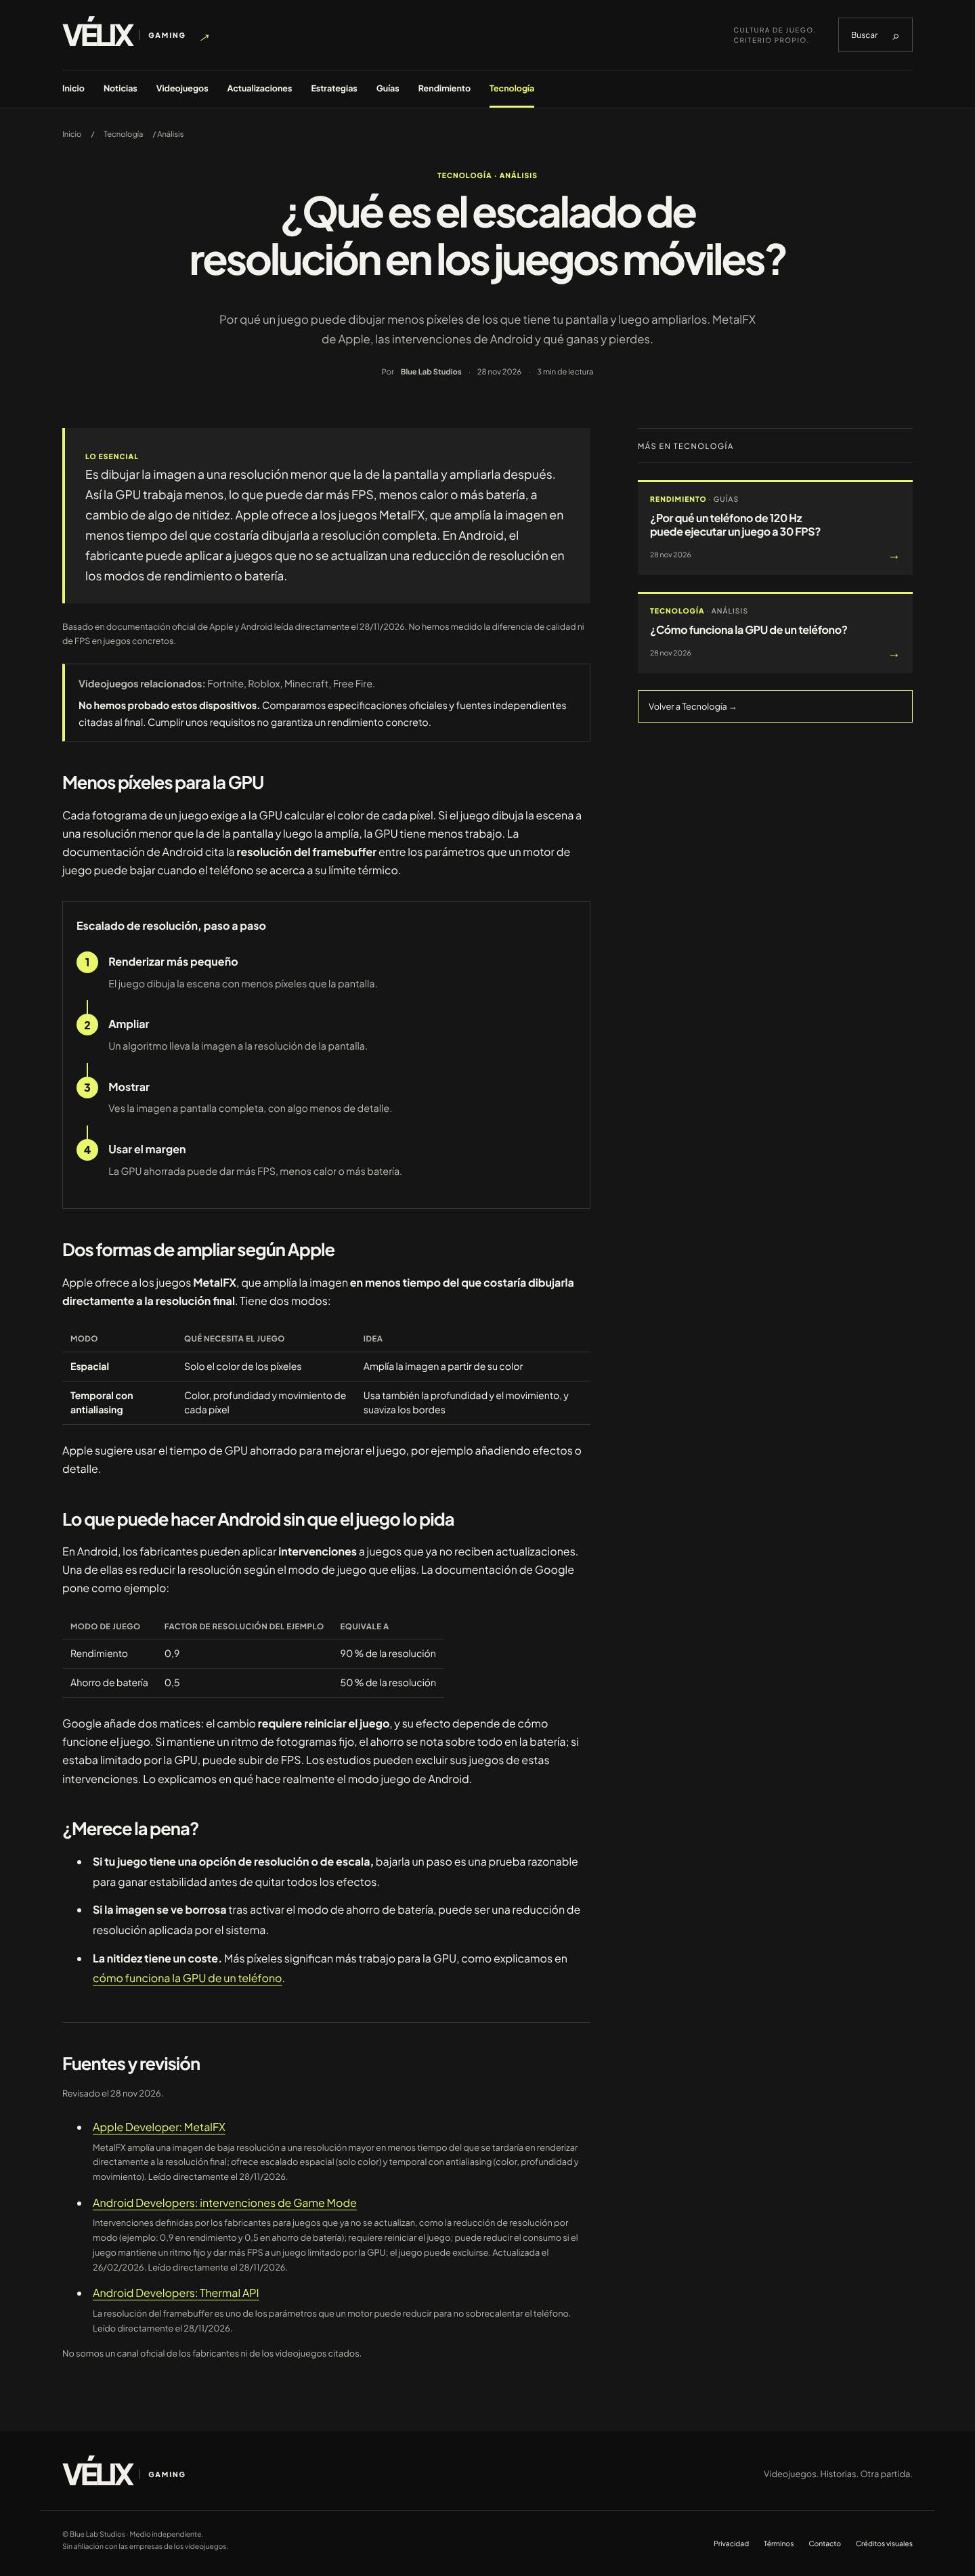 VÉLIX GAMING →
CULTURA DE JUEGO.
CRITERIO PROPIO.
Buscar ⌕
Inicio Noticias Videojuegos Actualizaciones Estrategias Guías Rendimiento Tecnología
Inicio / Tecnología / Análisis
TECNOLOGÍA · ANÁLISIS
¿Qué es el escalado de
resolución en los juegos móviles?
Por qué un juego puede dibujar menos píxeles de los que tiene tu pantalla y luego ampliarlos. MetalFX
de Apple, las intervenciones de Android y qué ganas y pierdes.
Por Blue Lab Studios · 28 nov 2026 · 3 min de lectura
LO ESENCIAL
Es dibujar la imagen a una resolución menor que la de la pantalla y ampliarla después.
Así la GPU trabaja menos, lo que puede dar más FPS, menos calor o más batería, a
cambio de algo de nitidez. Apple ofrece a los juegos MetalFX, que amplía la imagen en
menos tiempo del que costaría dibujarla a resolución completa. En Android, el
fabricante puede aplicar a juegos que no se actualizan una reducción de resolución en
los modos de rendimiento o batería.
Basado en documentación oficial de Apple y Android leída directamente el 28/11/2026. No hemos medido la diferencia de calidad ni
de FPS en juegos concretos.
Videojuegos relacionados: Fortnite, Roblox, Minecraft, Free Fire.
No hemos probado estos dispositivos. Comparamos especificaciones oficiales y fuentes independientes
citadas al final. Cumplir unos requisitos no garantiza un rendimiento concreto.
Menos píxeles para la GPU
Cada fotograma de un juego exige a la GPU calcular el color de cada píxel. Si el juego dibuja la escena a
una resolución menor que la de la pantalla y luego la amplía, la GPU tiene menos trabajo. La
documentación de Android cita la resolución del framebuffer entre los parámetros que un motor de
juego puede bajar cuando el teléfono se acerca a su límite térmico.
Escalado de resolución, paso a paso
1 Renderizar más pequeño
El juego dibuja la escena con menos píxeles que la pantalla.
2 Ampliar
Un algoritmo lleva la imagen a la resolución de la pantalla.
3 Mostrar
Ves la imagen a pantalla completa, con algo menos de detalle.
4 Usar el margen
La GPU ahorrada puede dar más FPS, menos calor o más batería.
Dos formas de ampliar según Apple
Apple ofrece a los juegos MetalFX, que amplía la imagen en menos tiempo del que costaría dibujarla
directamente a la resolución final. Tiene dos modos:
MODO QUÉ NECESITA EL JUEGO IDEA
Espacial Solo el color de los píxeles Amplía la imagen a partir de su color
Temporal con Color, profundidad y movimiento de Usa también la profundidad y el movimiento, y
antialiasing cada píxel suaviza los bordes
Apple sugiere usar el tiempo de GPU ahorrado para mejorar el juego, por ejemplo añadiendo efectos o
detalle.
Lo que puede hacer Android sin que el juego lo pida
En Android, los fabricantes pueden aplicar intervenciones a juegos que ya no reciben actualizaciones.
Una de ellas es reducir la resolución según el modo de juego que elijas. La documentación de Google
pone como ejemplo:
MODO DE JUEGO FACTOR DE RESOLUCIÓN DEL EJEMPLO EQUIVALE A
Rendimiento 0,9 90 % de la resolución
Ahorro de batería 0,5 50 % de la resolución
Google añade dos matices: el cambio requiere reiniciar el juego, y su efecto depende de cómo
funcione el juego. Si mantiene un ritmo de fotogramas fijo, el ahorro se nota sobre todo en la batería; si
estaba limitado por la GPU, puede subir de FPS. Los estudios pueden excluir sus juegos de estas
intervenciones. Lo explicamos en qué hace realmente el modo juego de Android.
¿Merece la pena?
• Si tu juego tiene una opción de resolución o de escala, bajarla un paso es una prueba razonable
para ganar estabilidad antes de quitar todos los efectos.
• Si la imagen se ve borrosa tras activar el modo de ahorro de batería, puede ser una reducción de
resolución aplicada por el sistema.
• La nitidez tiene un coste. Más píxeles significan más trabajo para la GPU, como explicamos en
cómo funciona la GPU de un teléfono.
Fuentes y revisión
Revisado el 28 nov 2026.
• Apple Developer: MetalFX
MetalFX amplía una imagen de baja resolución a una resolución mayor en menos tiempo del que se tardaría en renderizar
directamente a la resolución final; ofrece escalado espacial (solo color) y temporal con antialiasing (color, profundidad y
movimiento). Leído directamente el 28/11/2026.
• Android Developers: intervenciones de Game Mode
Intervenciones definidas por los fabricantes para juegos que ya no se actualizan, como la reducción de resolución por
modo (ejemplo: 0,9 en rendimiento y 0,5 en ahorro de batería); requiere reiniciar el juego; puede reducir el consumo si el
juego mantiene un ritmo fijo y dar más FPS a un juego limitado por la GPU; el juego puede excluirse. Actualizada el
26/02/2026. Leído directamente el 28/11/2026.
• Android Developers: Thermal API
La resolución del framebuffer es uno de los parámetros que un motor puede reducir para no sobrecalentar el teléfono.
Leído directamente el 28/11/2026.
No somos un canal oficial de los fabricantes ni de los videojuegos citados.
MÁS EN TECNOLOGÍA
RENDIMIENTO · GUÍAS
¿Por qué un teléfono de 120 Hz
puede ejecutar un juego a 30 FPS?
28 nov 2026 →
TECNOLOGÍA · ANÁLISIS
¿Cómo funciona la GPU de un teléfono?
28 nov 2026 →
Volver a Tecnología →
VÉLIX GAMING
Videojuegos. Historias. Otra partida.
© Blue Lab Studios · Medio independiente.
Sin afiliación con las empresas de los videojuegos.
Privacidad Términos Contacto Créditos visuales